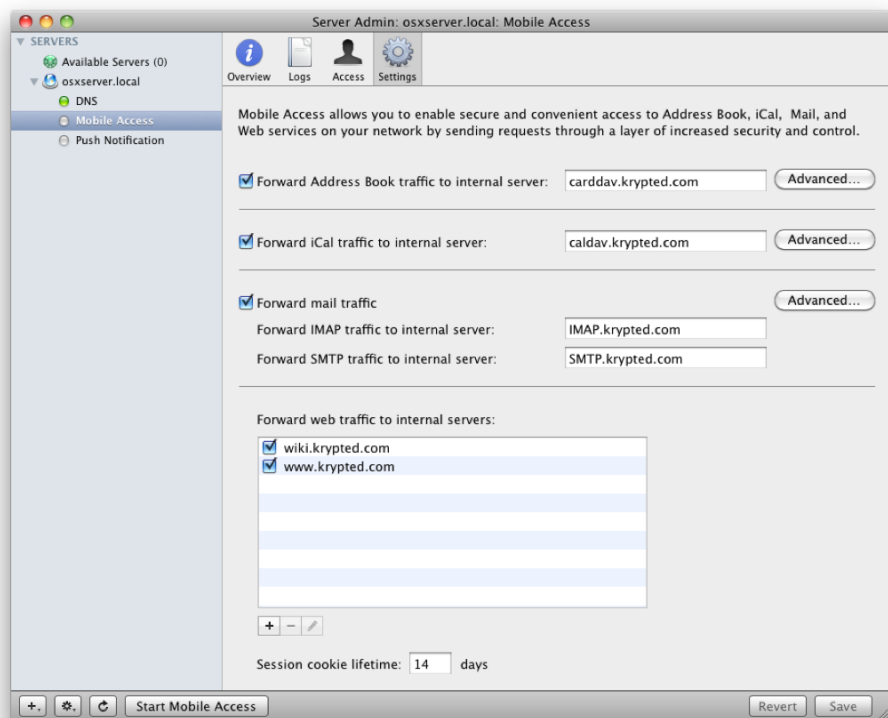 Server Admin: osxserver.local: Mobile Access
SERVERS
Available Servers (0)
osxserver.local
DNS
Mobile Access
Push Notification
Overview
Logs
Access
Settings
Mobile Access allows you to enable secure and convenient access to Address Book, iCal, Mail, and
Web services on your network by sending requests through a layer of increased security and control.
Forward Address Book traffic to internal server: carddav.krypted.com Advanced...
Forward iCal traffic to internal server: caldav.krypted.com Advanced...
Forward mail traffic Advanced...
Forward IMAP traffic to internal server: IMAP.krypted.com
Forward SMTP traffic to internal server: SMTP.krypted.com
Forward web traffic to internal servers:
wiki.krypted.com
www.krypted.com
Session cookie lifetime: 14 days
Start Mobile Access
Revert
Save